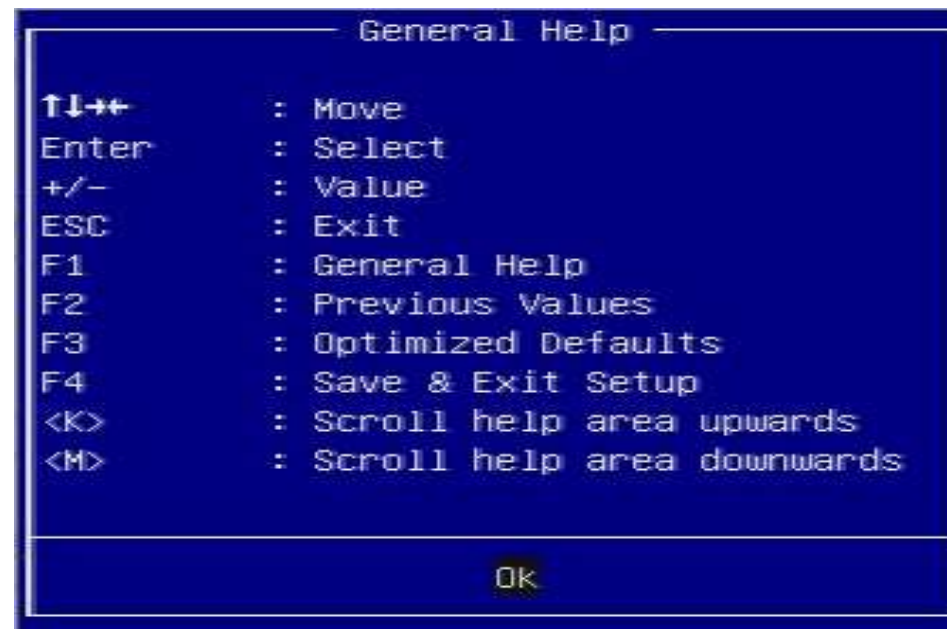 General Help
↑↓→← : Move
Enter : Select
+/- : Value
ESC : Exit
F1 : General Help
F2 : Previous Values
F3 : Optimized Defaults
F4 : Save & Exit Setup
<K> : Scroll help area upwards
<M> : Scroll help area downwards
Ok